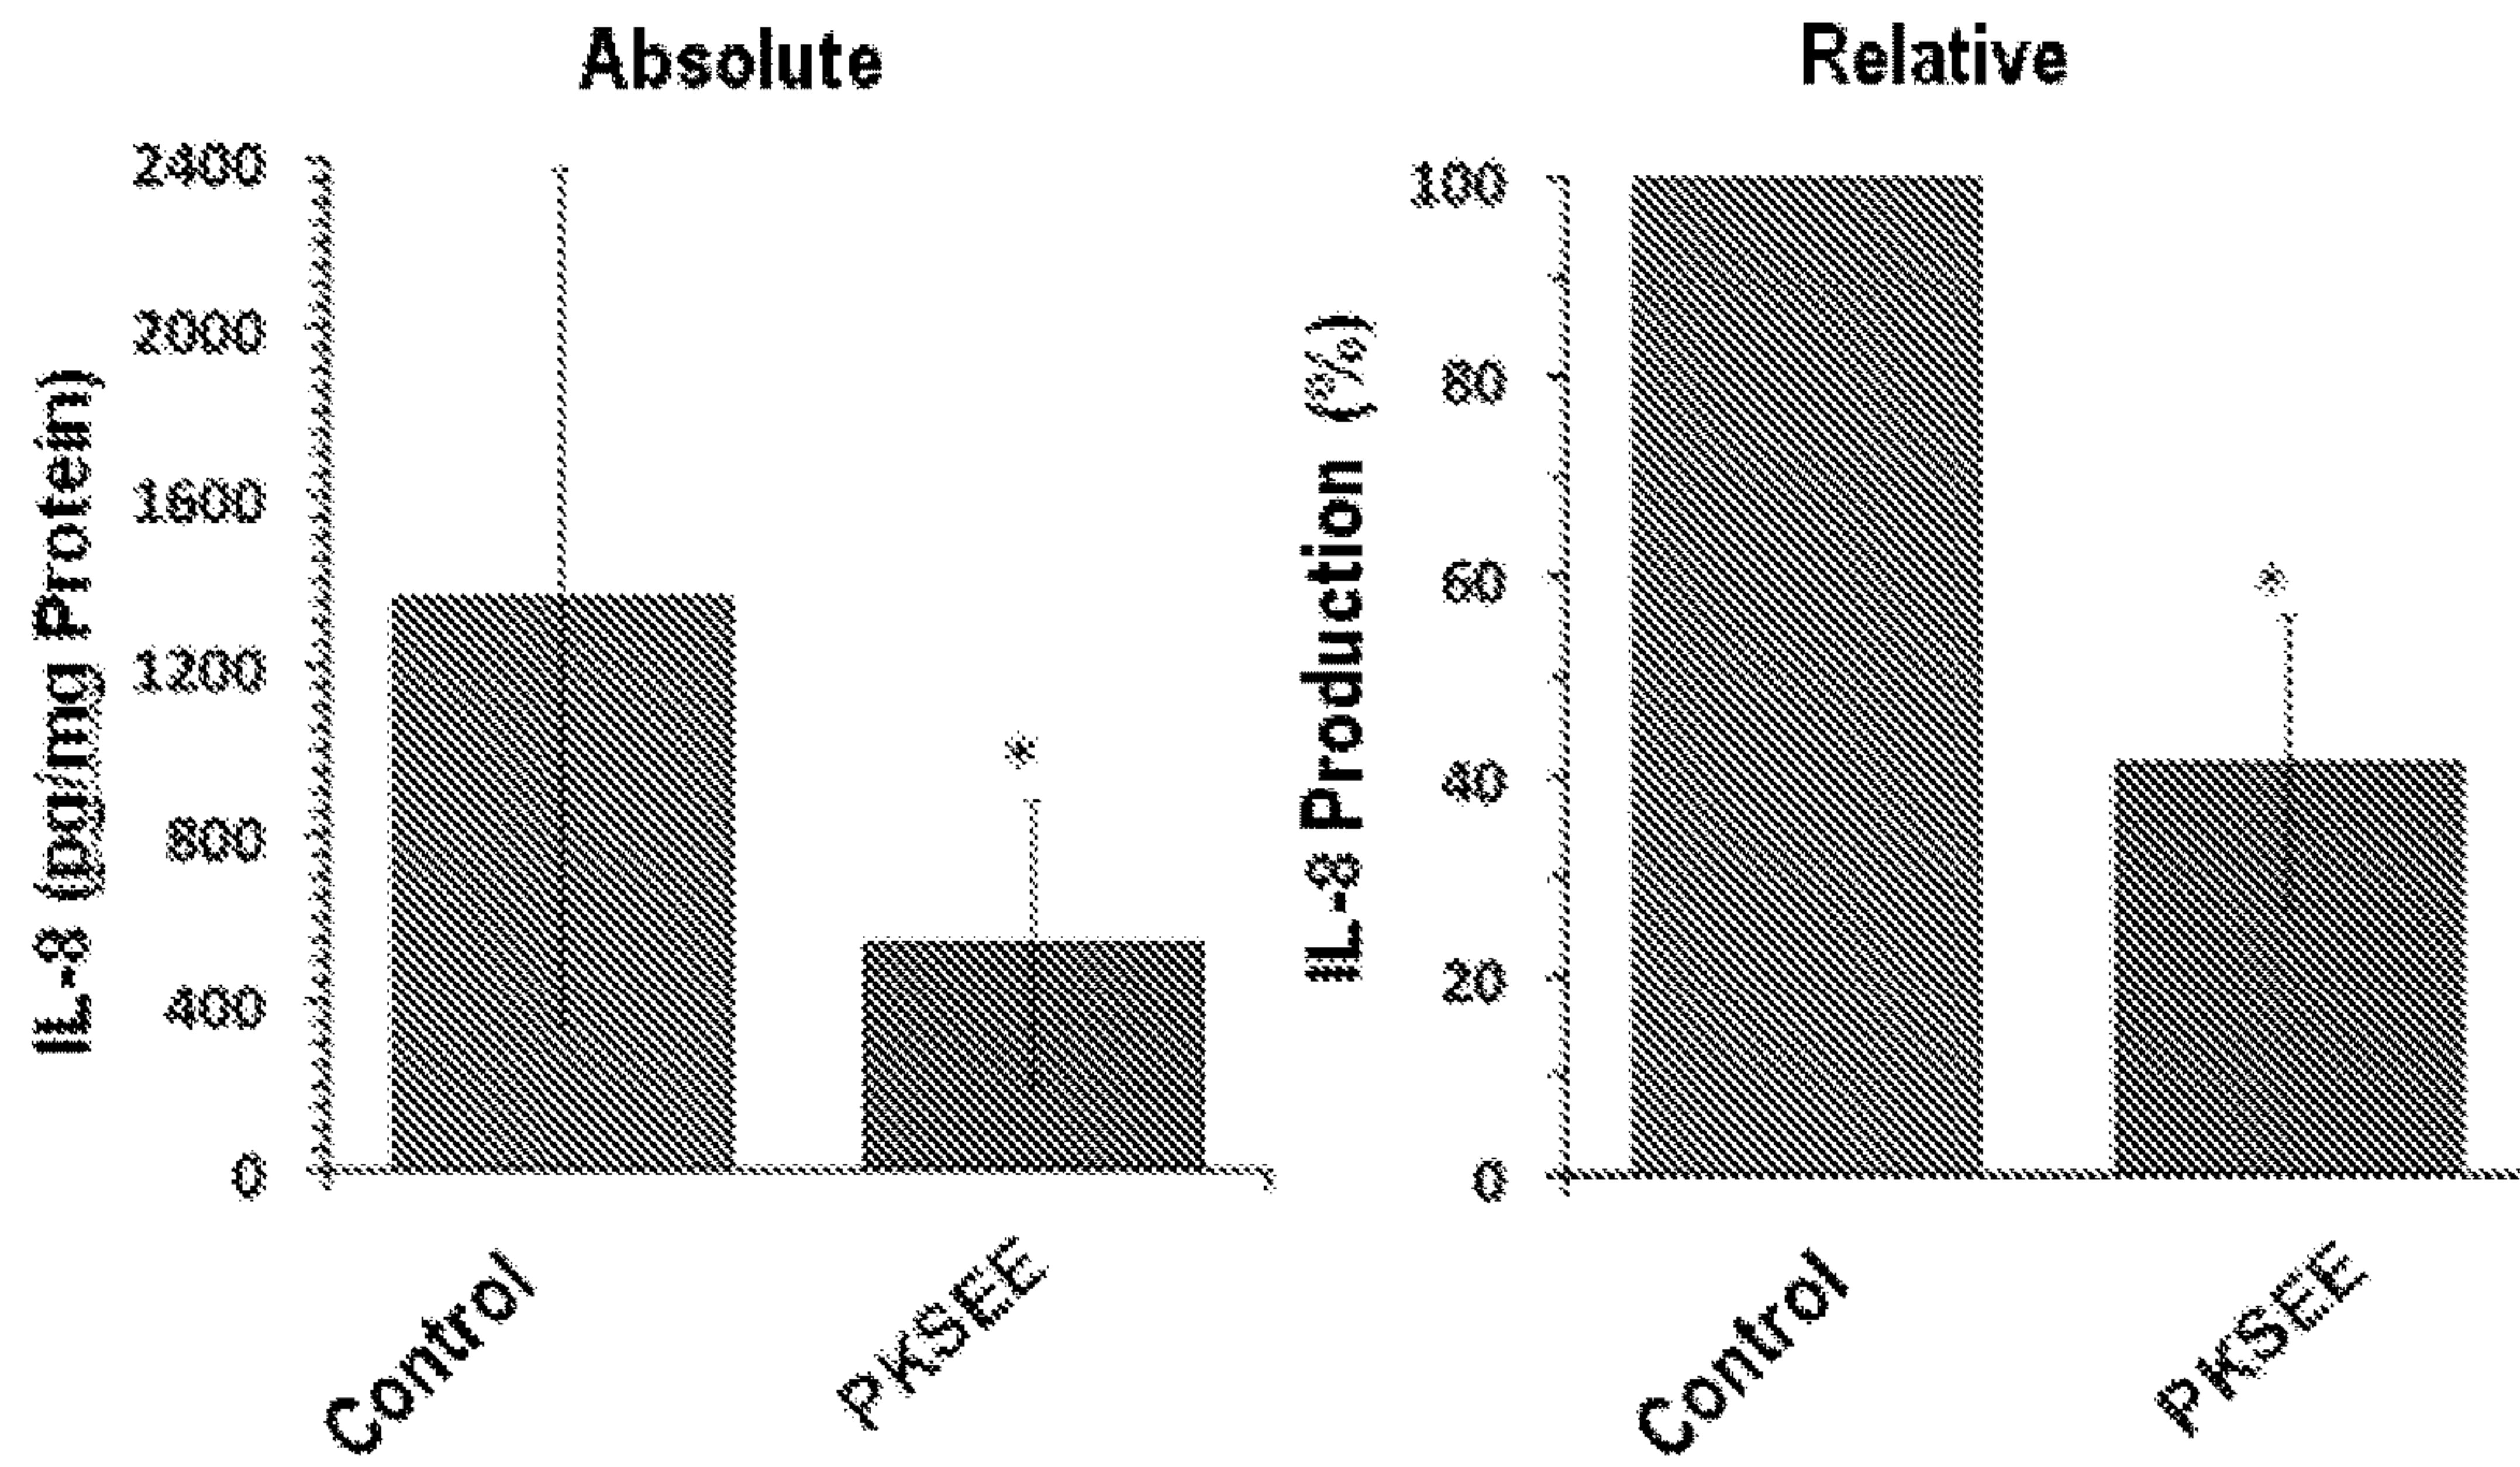 Absolute
IL-8 (pg/mg Protein)
2400
2000
1600
1200
800
400
0
*
Control
PKSEE
Relative
IL-8 Production (%)
100
80
60
40
20
0
*
Control
PKSEE